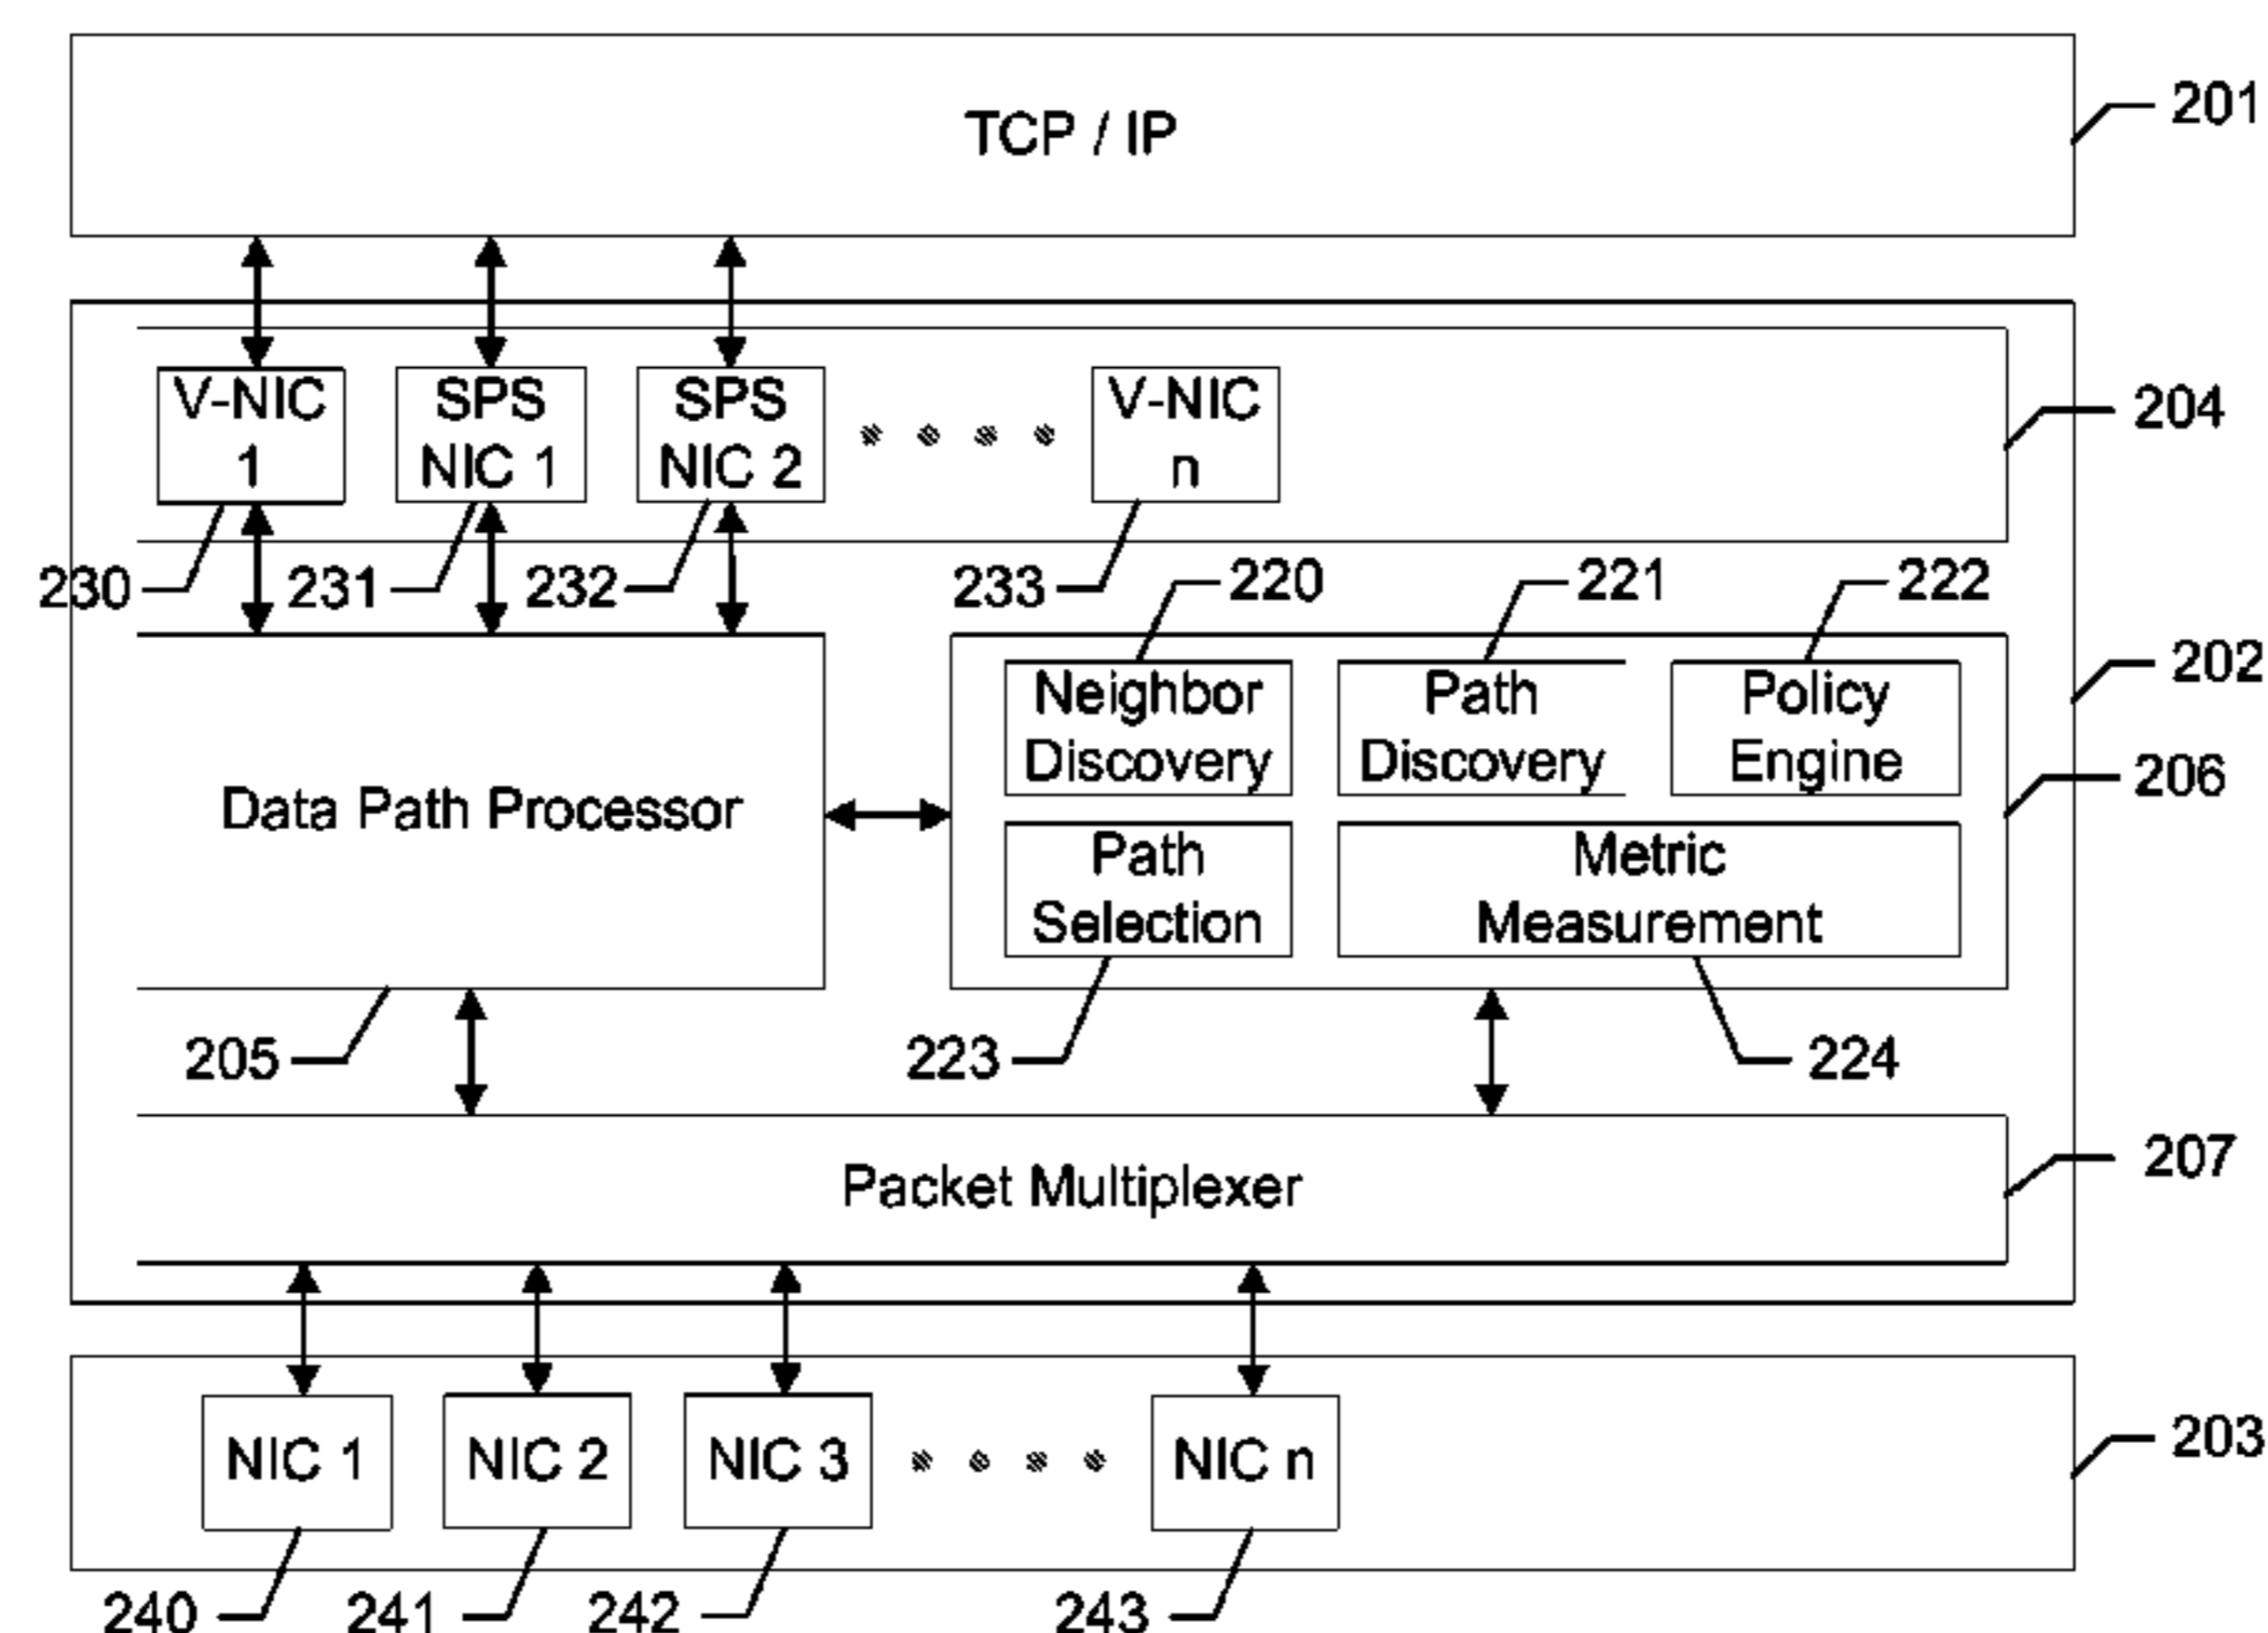 TCP / IP
201
V-NIC
1
SPS
NIC 1
SPS
NIC 2
V-NIC
n
204
230
231
232
233
220
221
222
202
Neighbor
Discovery
Path
Discovery
Policy
Engine
206
Data Path Processor
Path
Selection
Metric
Measurement
205
223
224
207
Packet Multiplexer
NIC 1
NIC 2
NIC 3
NIC n
203
240
241
242
243